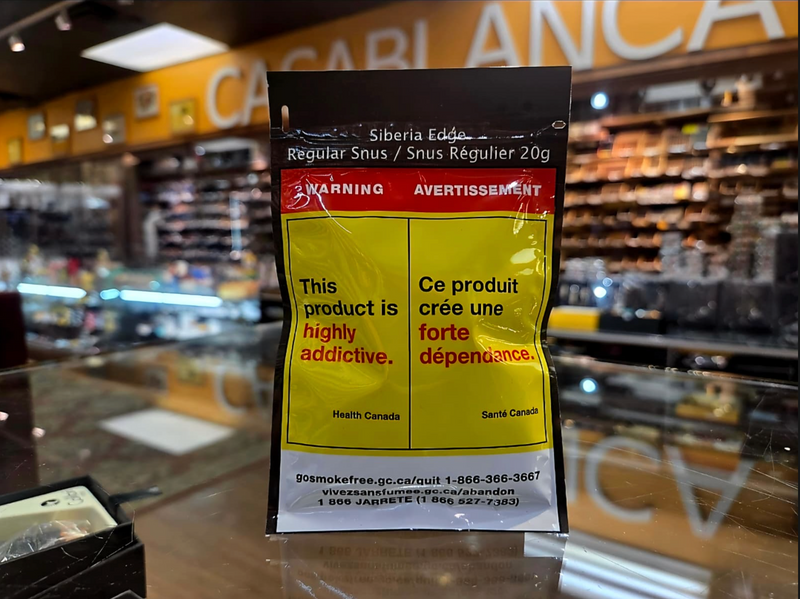 CASABLANCA
Siberia Edge
Regular Snus / Snus Régulier 20g
WARNING AVERTISSEMENT
This
product is
highly
addictive.
Health Canada
Ce produit
crée une
forte
dépendance.
Santé Canada
gosmokefree.gc.ca/quit 1-866-366-3667
vivezsansfumee.gc.ca/abandon
1 866 JARRETE (1 866 527-7383)